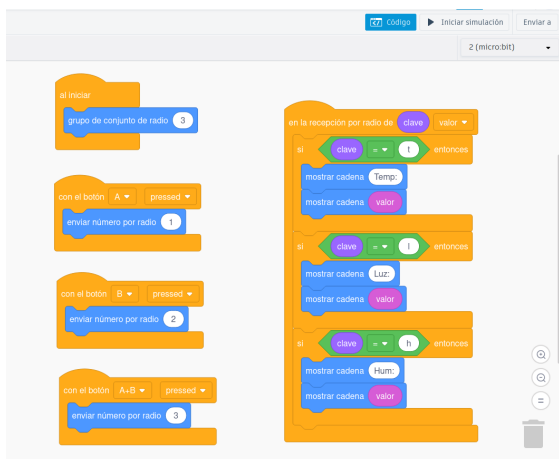 Código
Iniciar simulación
Enviar a
2 (micro:bit)
al iniciar
grupo de conjunto de radio 3
con el botón A pressed
enviar número por radio 1
con el botón B pressed
enviar número por radio 2
con el botón A+B pressed
enviar número por radio 3
en la recepción por radio de clave valor
si clave = t entonces
mostrar cadena Temp:
mostrar cadena valor
si clave = l entonces
mostrar cadena Luz:
mostrar cadena valor
si clave = h entonces
mostrar cadena Hum:
mostrar cadena valor